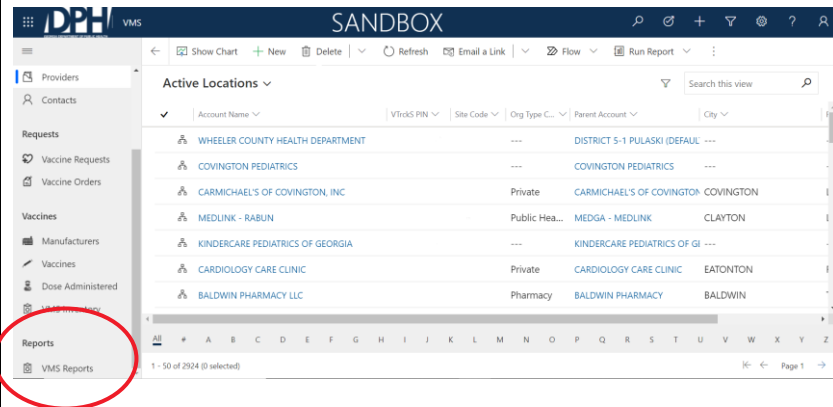 DPH VMS SANDBOX
Show Chart New Delete Refresh Email a Link Flow Run Report
Providers
Contacts
Requests
Vaccine Requests
Vaccine Orders
Vaccines
Manufacturers
Vaccines
Dose Administered
VMS Inventory
Reports
VMS Reports
Active Locations Search this view
Account Name VTrckS PIN Site Code Org Type C... Parent Account City
WHEELER COUNTY HEALTH DEPARTMENT --- DISTRICT 5-1 PULASKI (DEFAUL ---
COVINGTON PEDIATRICS --- COVINGTON PEDIATRICS ---
CARMICHAEL'S OF COVINGTON, INC Private CARMICHAEL'S OF COVINGTON COVINGTON
MEDLINK - RABUN Public Hea... MEDGA - MEDLINK CLAYTON
KINDERCARE PEDIATRICS OF GEORGIA --- KINDERCARE PEDIATRICS OF GE ---
CARDIOLOGY CARE CLINIC Private CARDIOLOGY CARE CLINIC EATONTON
BALDWIN PHARMACY LLC Pharmacy BALDWIN PHARMACY BALDWIN
All # A B C D E F G H I J K L M N O P Q R S T U V W X Y Z
1 - 50 of 2924 (0 selected) Page 1